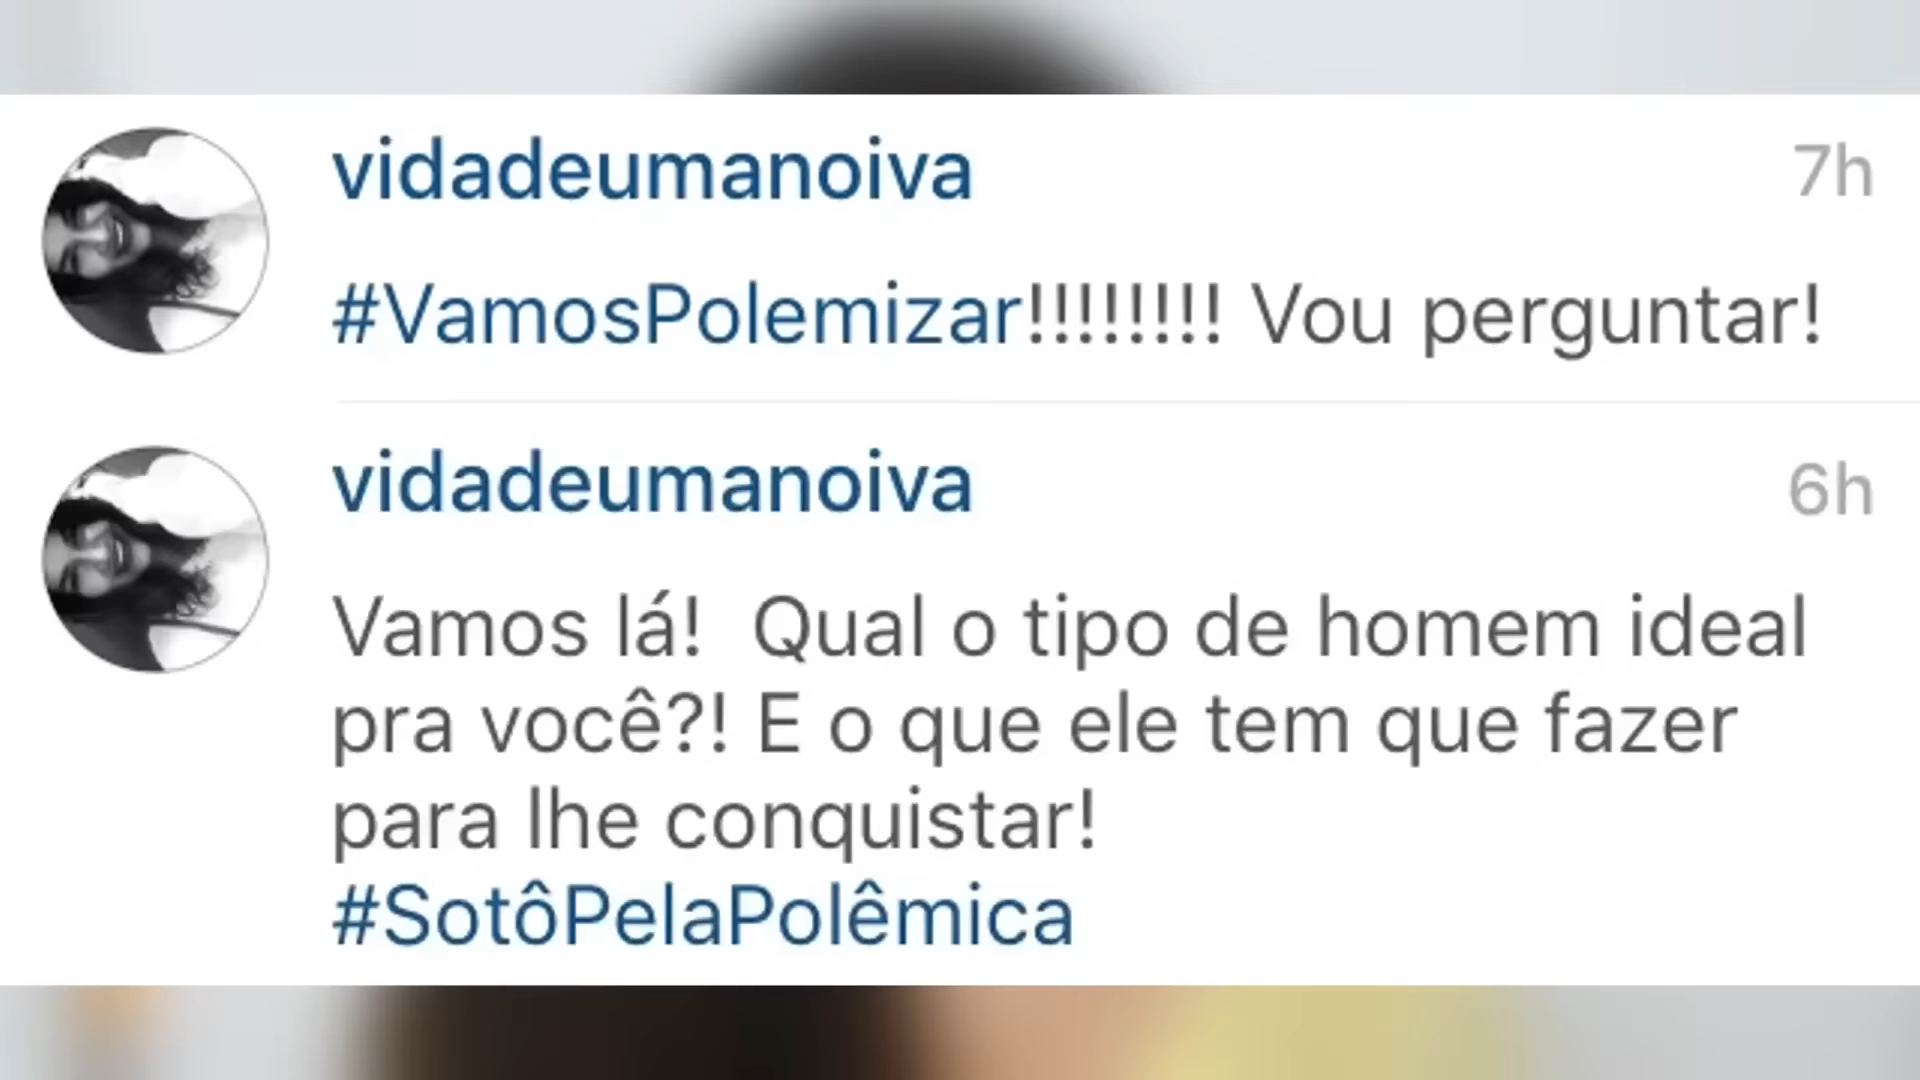 vidadeumanoiva 7h
#VamosPolemizar!!!!!!!! Vou perguntar!
vidadeumanoiva 6h
Vamos lá!  Qual o tipo de homem ideal
pra você?! E o que ele tem que fazer
para lhe conquistar!
#SotôPelaPolêmica